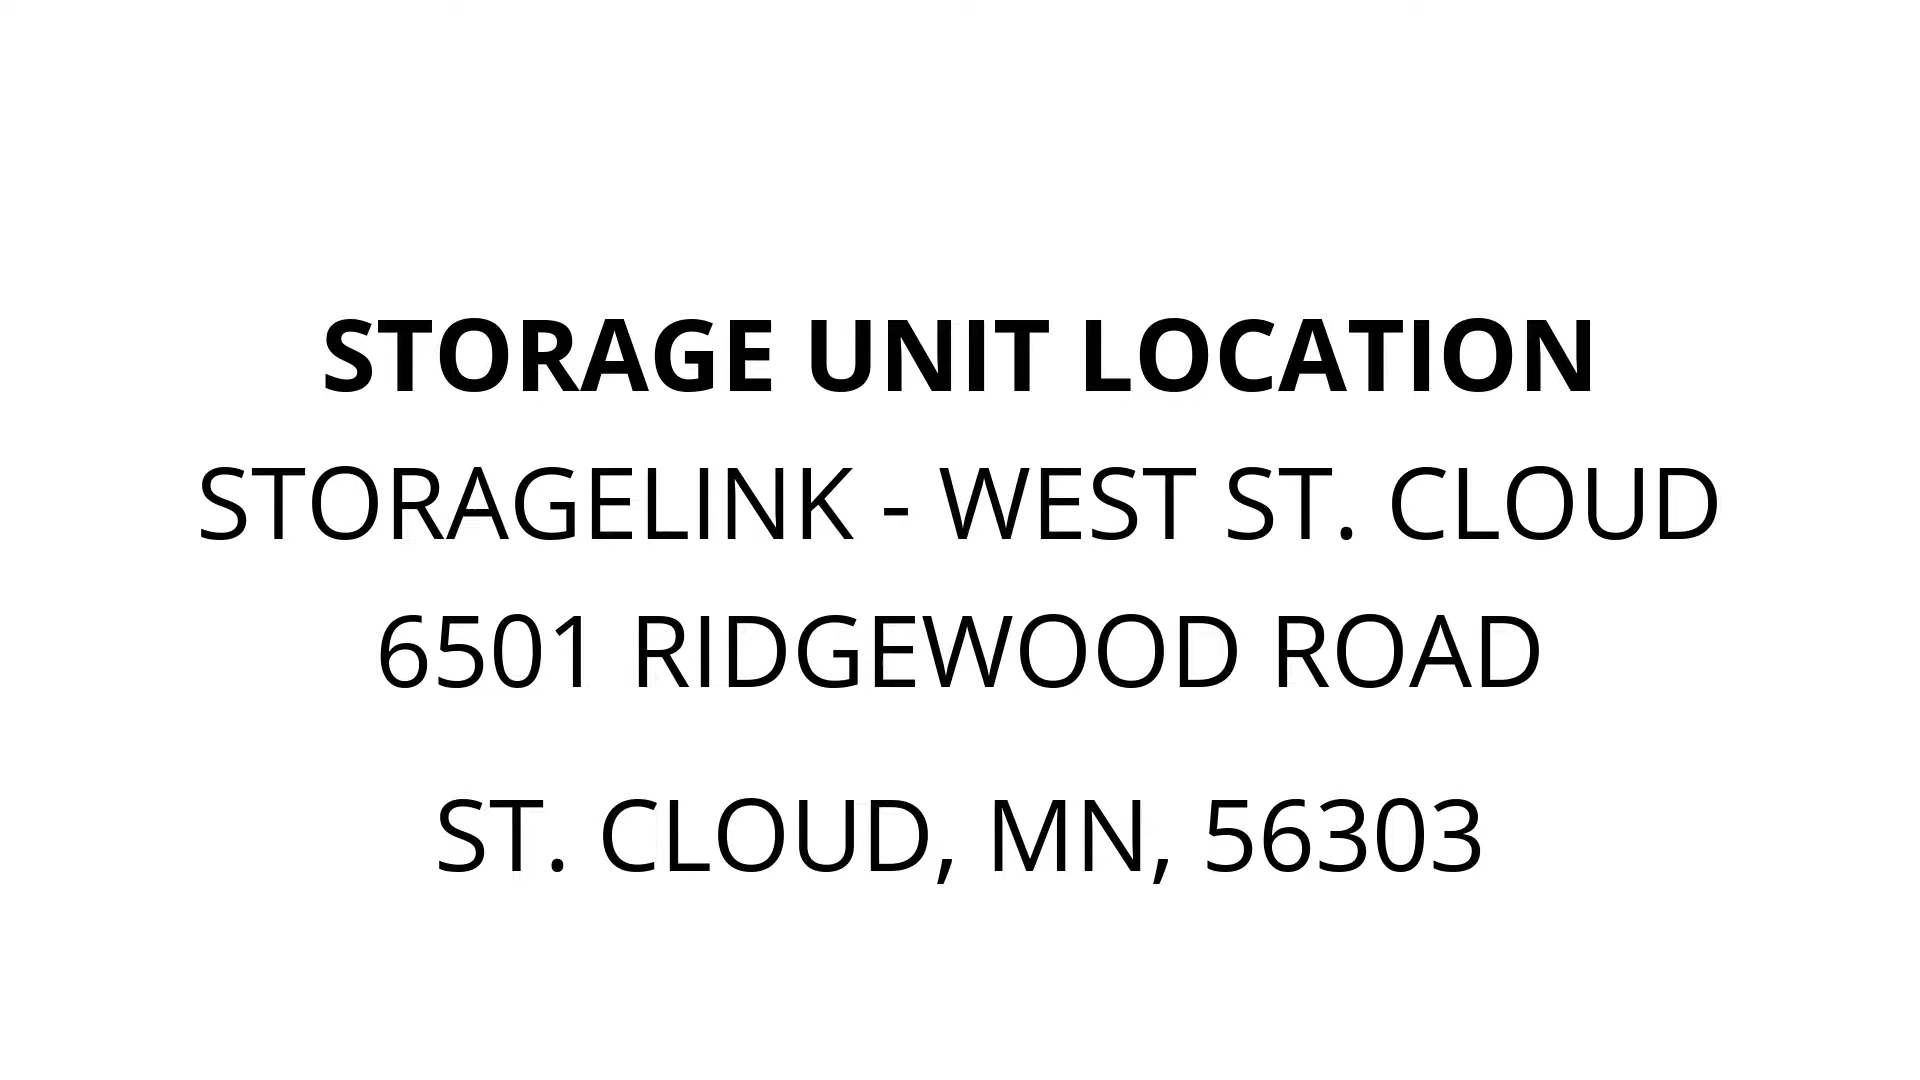 STORAGE UNIT LOCATION
STORAGELINK - WEST ST. CLOUD
6501 RIDGEWOOD ROAD
ST. CLOUD, MN, 56303